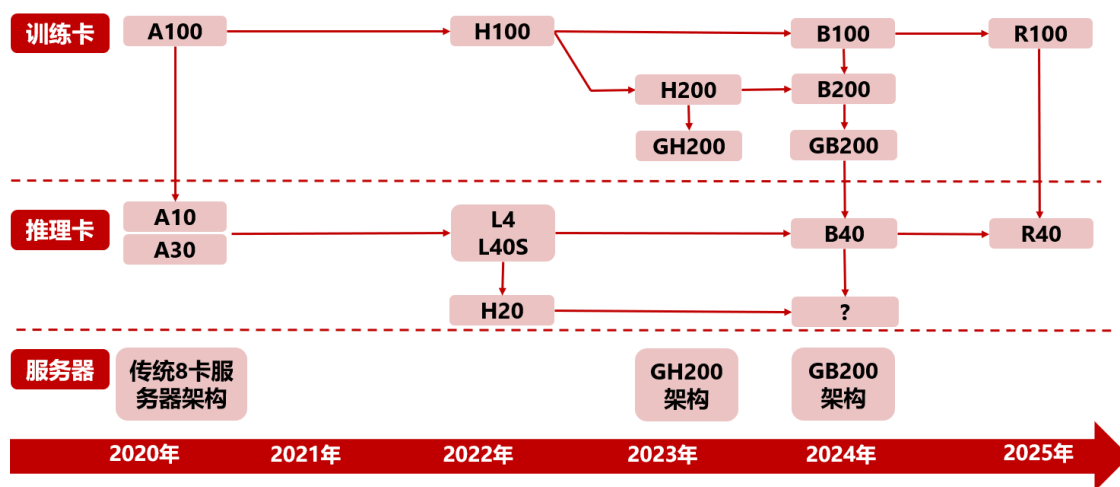 训练卡
A100
H100
B100
R100
H200
B200
GH200
GB200
推理卡
A10
A30
L4
L40S
B40
R40
H20
?
服务器
传统8卡服
务器架构
GH200
架构
GB200
架构
2020年
2021年
2022年
2023年
2024年
2025年